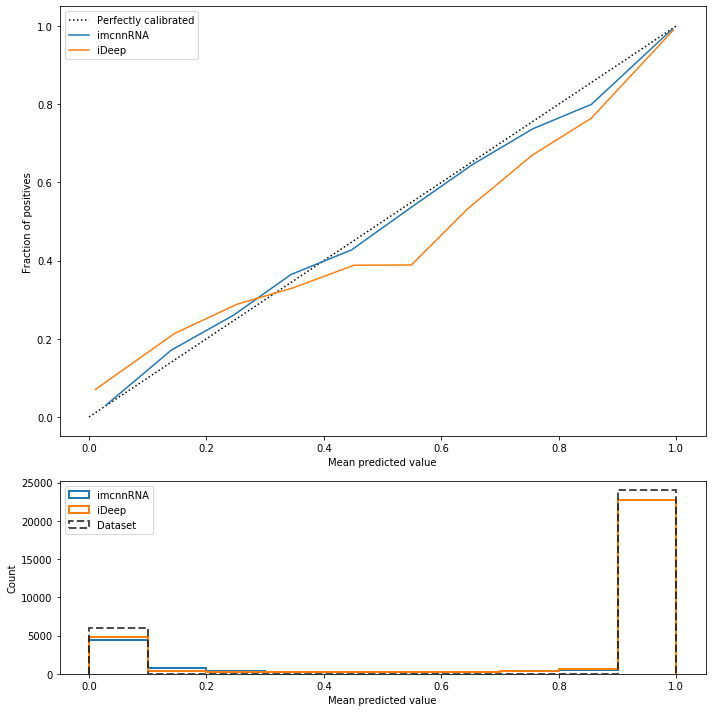 Perfectly calibrated
imcnnRNA
iDeep
1.0
0.8
0.6
0.4
0.2
0.0
Fraction of positives
0.0 0.2 0.4 0.6 0.8 1.0
Mean predicted value
imcnnRNA
iDeep
Dataset
25000
20000
15000
10000
5000
0
Count
0.0 0.2 0.4 0.6 0.8 1.0
Mean predicted value